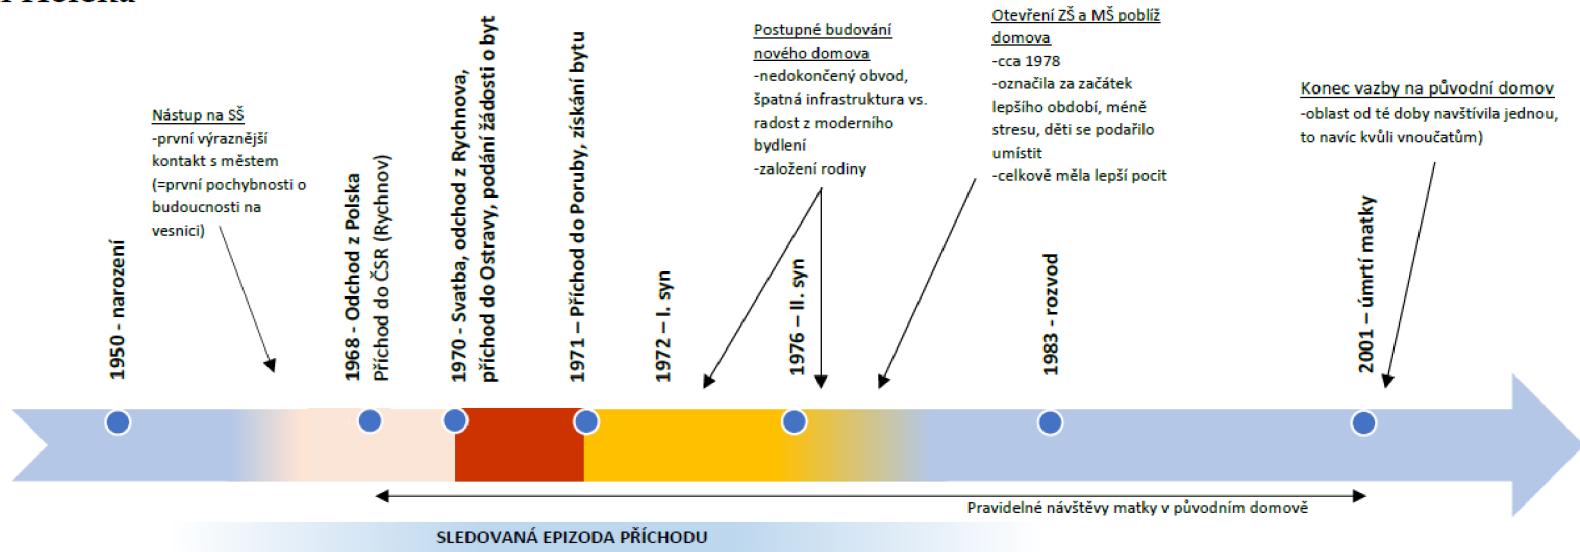 Nástup na SŠ
-první výraznější
kontakt s městem
(=první pochybnosti o
budoucnosti na
vesnici)
Postupné budování
nového domova
-nedokončený obvod,
špatná infrastruktura vs.
radost z moderního
bydlení
-založení rodiny
Otevření ZŠ a MŠ poblíž
domova
-cca 1978
-označila za začátek
lepšího období, méně
stresu, děti se podařilo
umístit
-celkově měla lepší pocit
Konec vazby na původní domov
-oblast od té doby navštívila jednou,
to navíc kvůli vnoučatům)
1950 - narození
1968 - Odchod z Polska
Příchod do ČSR (Rychnov)
1970 - Svatba, odchod z Rychnova,
příchod do Ostravy, podání žádosti o byt
1971 – Příchod do Poruby, získání bytu
1972 – I. syn
1976 – II. syn
1983 - rozvod
2001 – úmrtí matky
Pravidelné návštěvy matky v původním domově
SLEDOVANÁ EPIZODA PŘÍCHODU